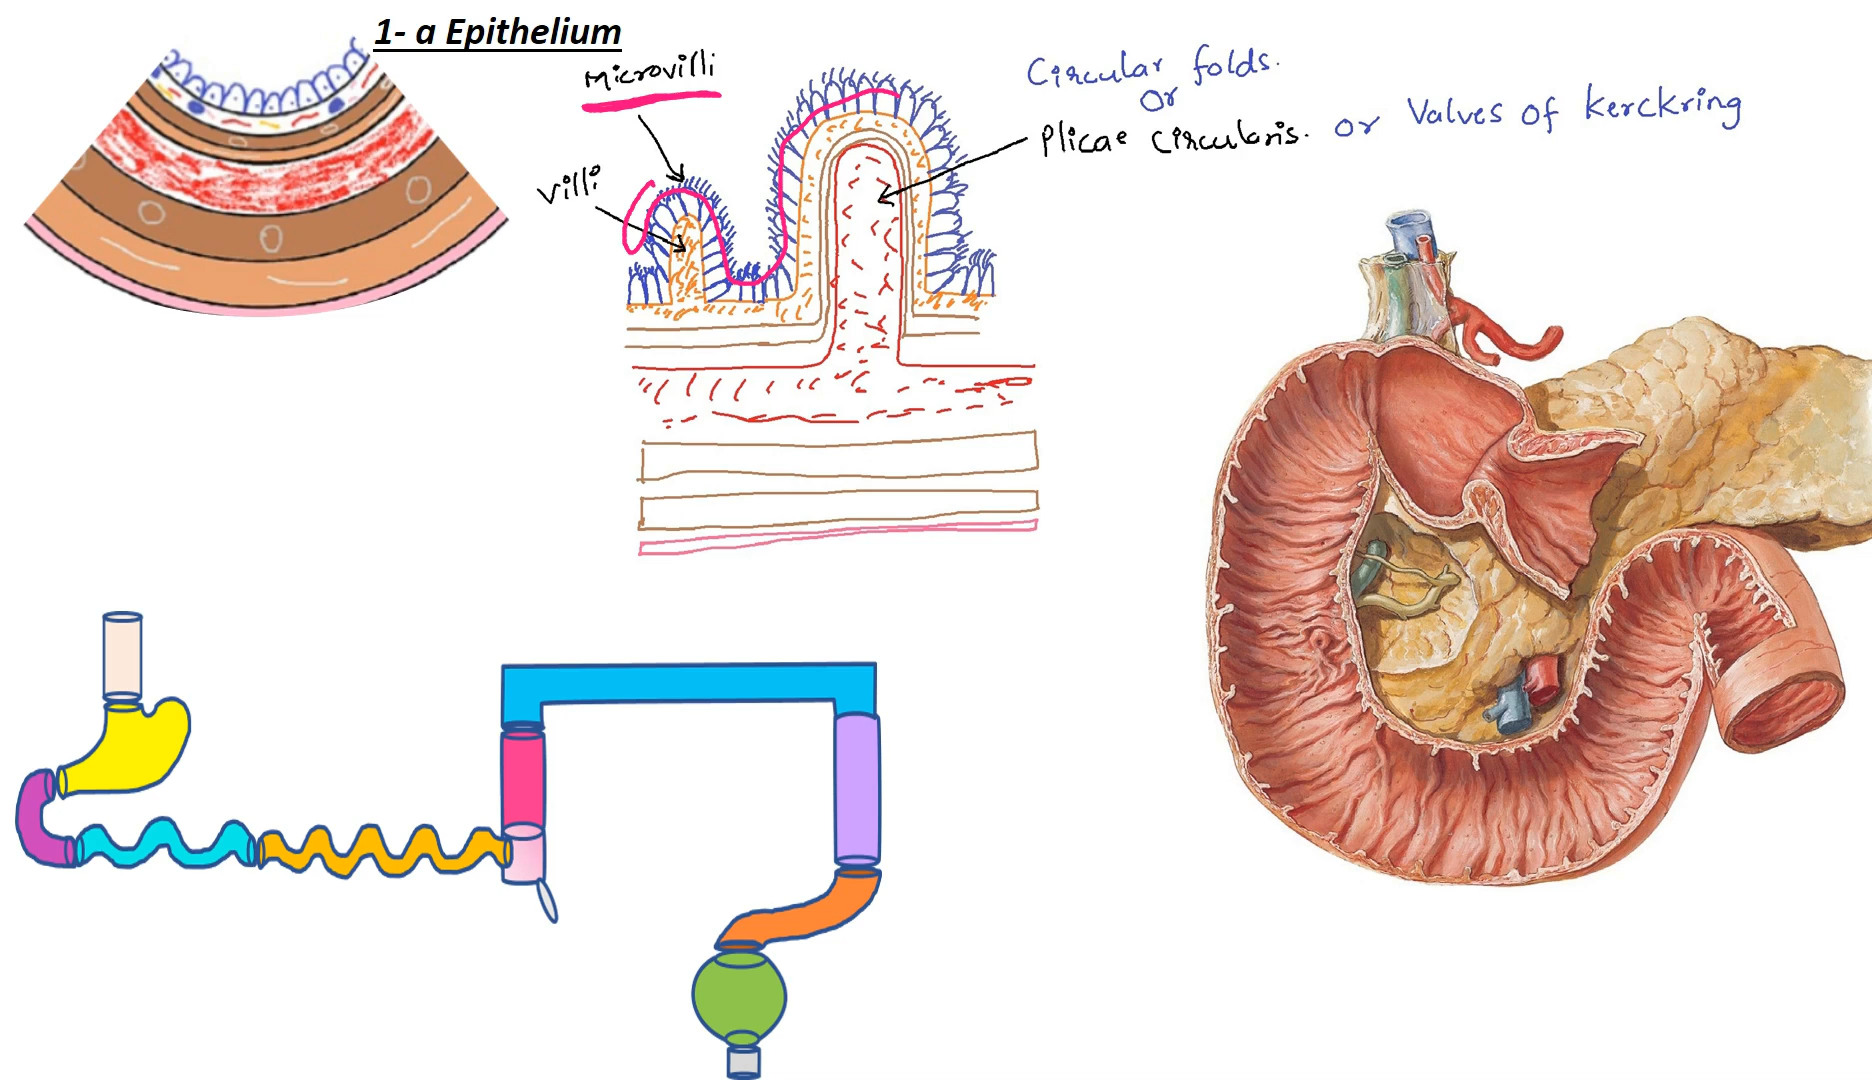 1- a Epithelium
Microvilli
villi
Circular folds.
Or
Plicae Circularis. or Valves of kerckring